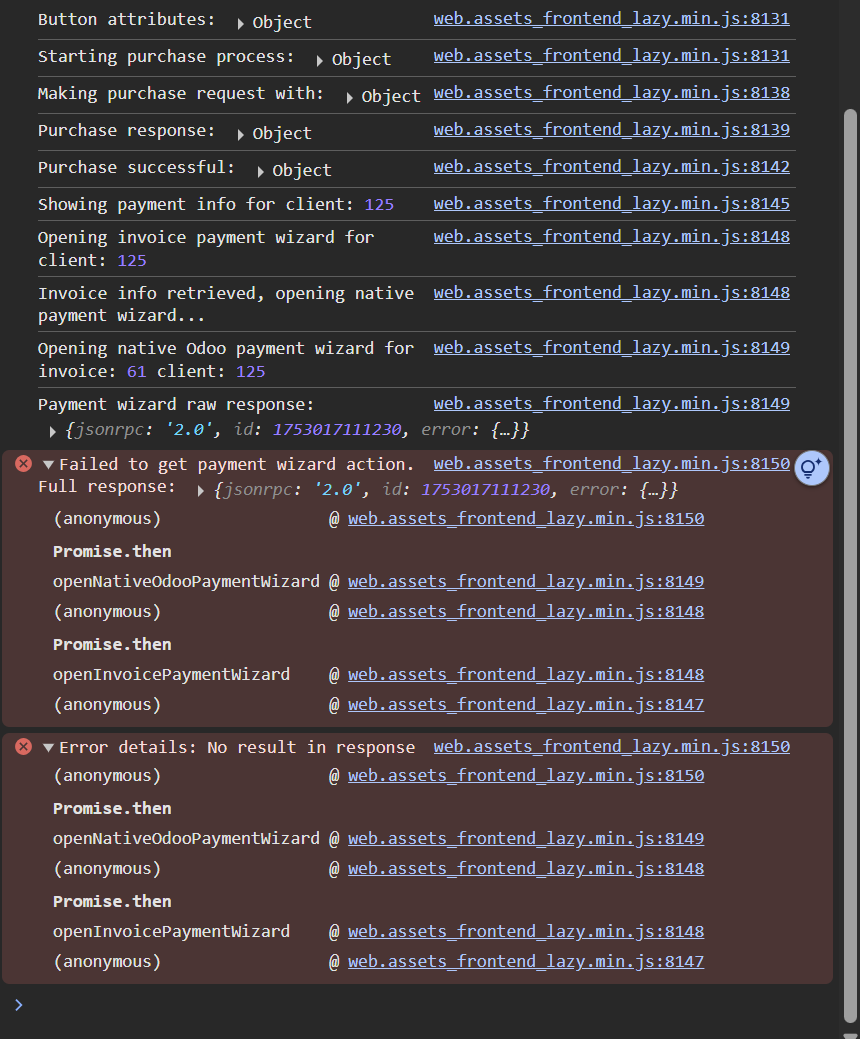 Button attributes: ▶ Object web.assets_frontend_lazy.min.js:8131
Starting purchase process: ▶ Object web.assets_frontend_lazy.min.js:8131
Making purchase request with: ▶ Object web.assets_frontend_lazy.min.js:8138
Purchase response: ▶ Object web.assets_frontend_lazy.min.js:8139
Purchase successful: ▶ Object web.assets_frontend_lazy.min.js:8142
Showing payment info for client: 125 web.assets_frontend_lazy.min.js:8145
Opening invoice payment wizard for web.assets_frontend_lazy.min.js:8148
client: 125
Invoice info retrieved, opening native web.assets_frontend_lazy.min.js:8148
payment wizard...
Opening native Odoo payment wizard for web.assets_frontend_lazy.min.js:8149
invoice: 61 client: 125
Payment wizard raw response: web.assets_frontend_lazy.min.js:8149
▶ {jsonrpc: '2.0', id: 1753017111230, error: {…}}
▼Failed to get payment wizard action. web.assets_frontend_lazy.min.js:8150
Full response: ▶ {jsonrpc: '2.0', id: 1753017111230, error: {…}}
(anonymous) @ web.assets_frontend_lazy.min.js:8150
Promise.then
openNativeOdooPaymentWizard @ web.assets_frontend_lazy.min.js:8149
(anonymous) @ web.assets_frontend_lazy.min.js:8148
Promise.then
openInvoicePaymentWizard @ web.assets_frontend_lazy.min.js:8148
(anonymous) @ web.assets_frontend_lazy.min.js:8147
▼Error details: No result in response web.assets_frontend_lazy.min.js:8150
(anonymous) @ web.assets_frontend_lazy.min.js:8150
Promise.then
openNativeOdooPaymentWizard @ web.assets_frontend_lazy.min.js:8149
(anonymous) @ web.assets_frontend_lazy.min.js:8148
Promise.then
openInvoicePaymentWizard @ web.assets_frontend_lazy.min.js:8148
(anonymous) @ web.assets_frontend_lazy.min.js:8147